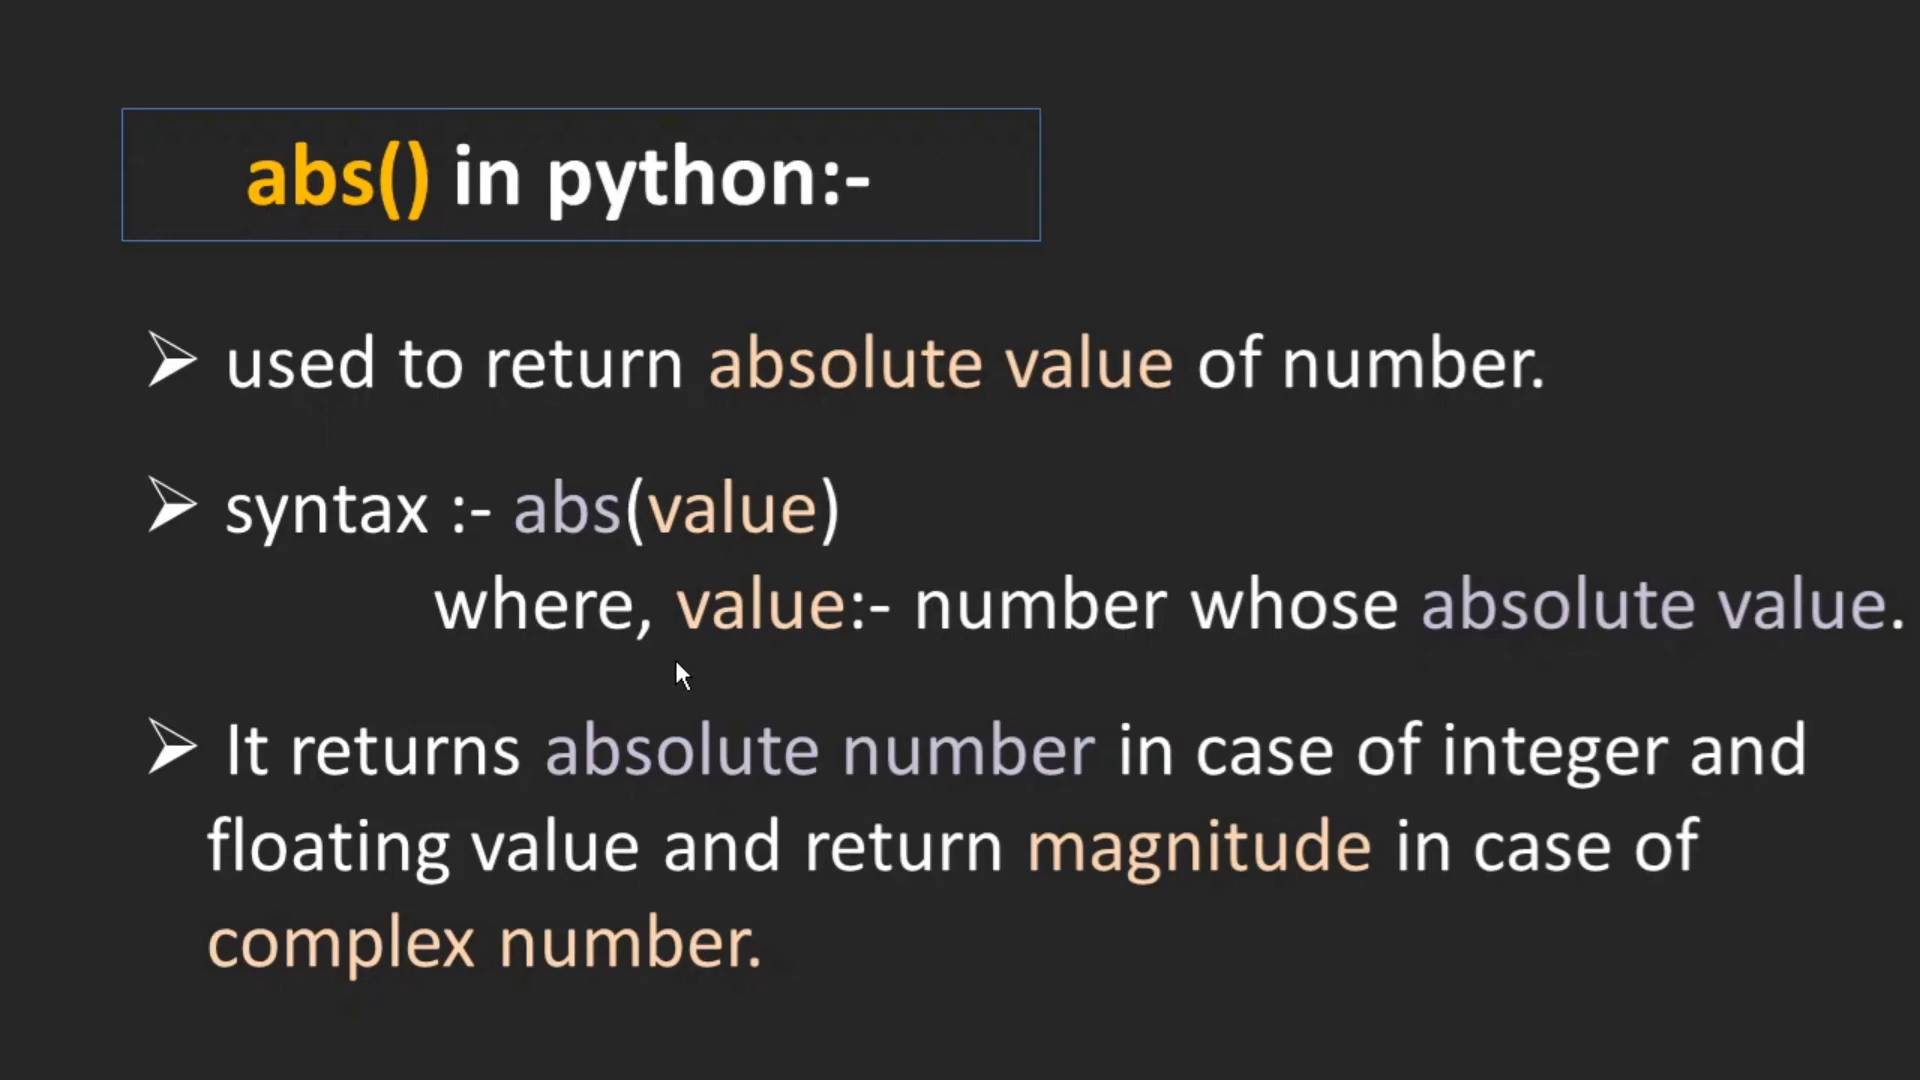 abs() in python:-
used to return absolute value of number.
syntax :- abs(value)
where, value:- number whose absolute value.
It returns absolute number in case of integer and
floating value and return magnitude in case of
complex number.